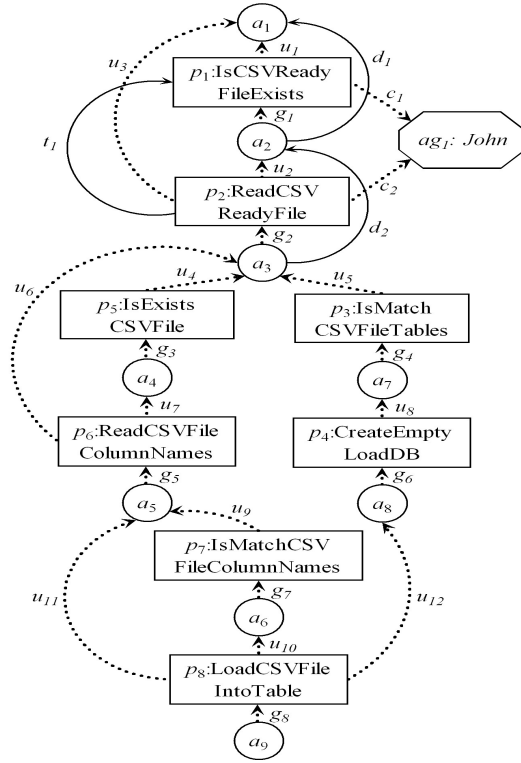 a1
u3
u1
d1
p1:IsCSVReady
FileExists
c1
t1
g1
a2
ag1: John
u2
c2
p2:ReadCSV
ReadyFile
g2
d2
a3
u6
u4
u5
p5:IsExists
CSVFile
p3:IsMatch
CSVFileTables
g3
g4
a4
a7
u7
u8
p6:ReadCSVFile
ColumnNames
p4:CreateEmpty
LoadDB
g5
g6
a5
a8
u9
p7:IsMatchCSV
FileColumnNames
u11
g7
u12
a6
u10
p8:LoadCSVFile
IntoTable
g8
a9